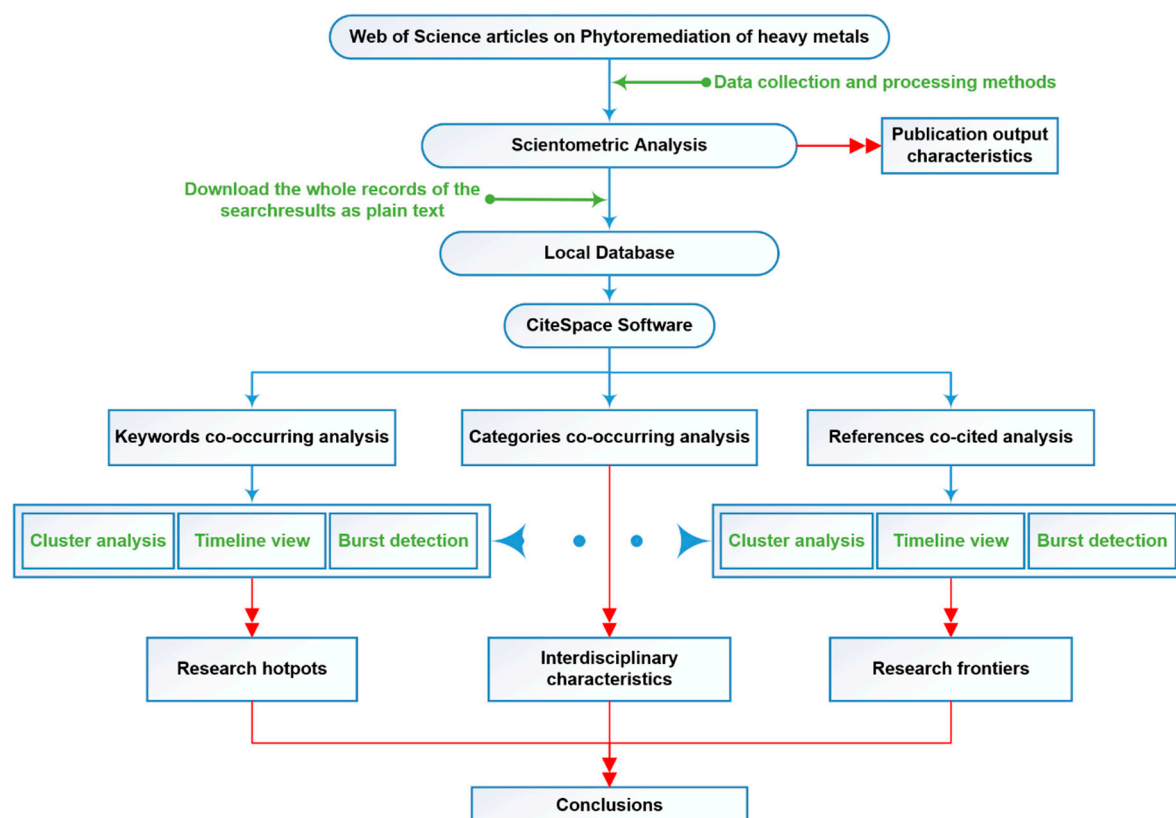 Web of Science articles on Phytoremediation of heavy metals
Data collection and processing methods
Scientometric Analysis
Publication output
characteristics
Download the whole records of the
searchresults as plain text
Local Database
CiteSpace Software
Keywords co-occurring analysis
Categories co-occurring analysis
References co-cited analysis
Cluster analysis
Timeline view
Burst detection
Cluster analysis
Timeline view
Burst detection
Research hotpots
Interdisciplinary
characteristics
Research frontiers
Conclusions